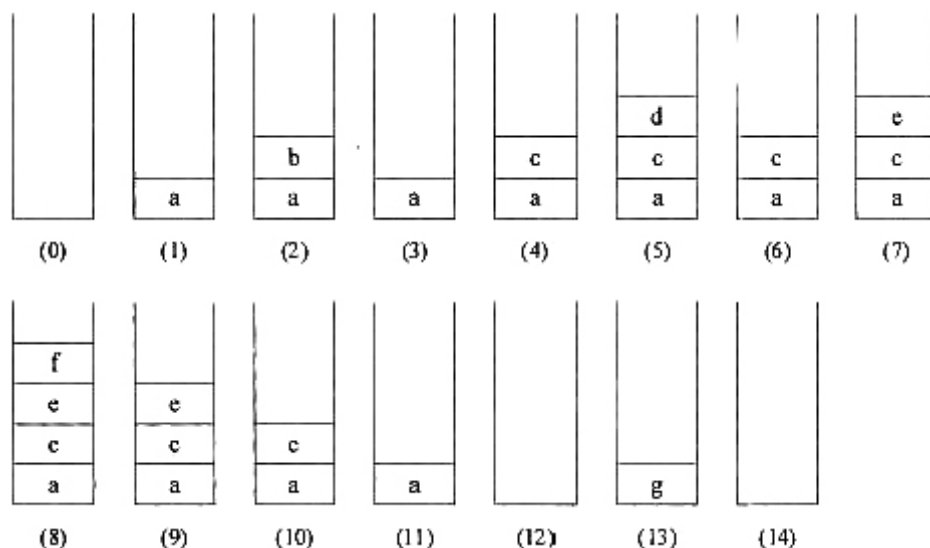 d e
b c c c
a a a a a a a
(0) (1) (2) (3) (4) (5) (6) (7)
f
e e
c c c
a a a a g
(8) (9) (10) (11) (12) (13) (14)